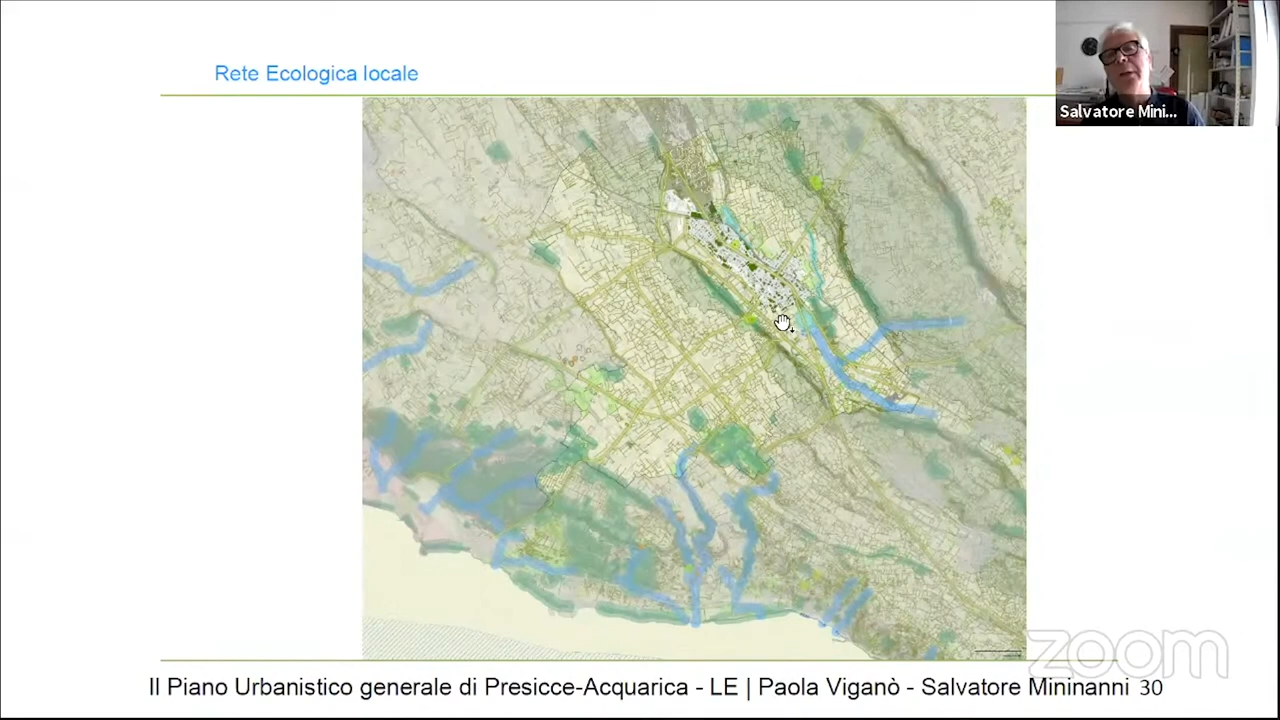 Rete Ecologica locale
Salvatore Mini...
zoom
Il Piano Urbanistico generale di Presicce-Acquarica - LE | Paola Viganò - Salvatore Mininanni 30